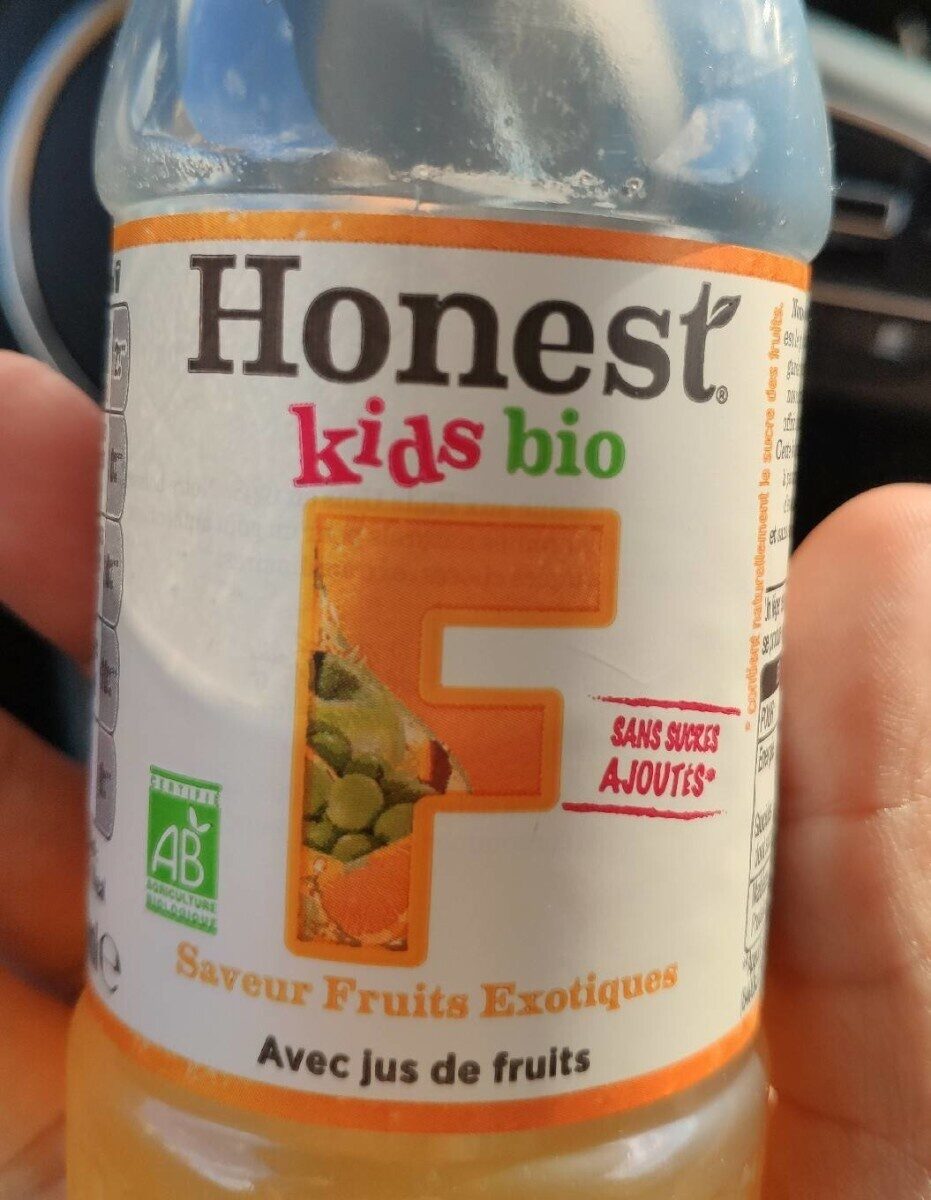 Honest®
kids bio
F
SANS SUCRES
AJOUTÉS*
* contient naturellement le sucre des fruits.
CERTIFIÉ
AB
AGRICULTURE
BIOLOGIQUE
Saveur Fruits Exotiques
Avec jus de fruits